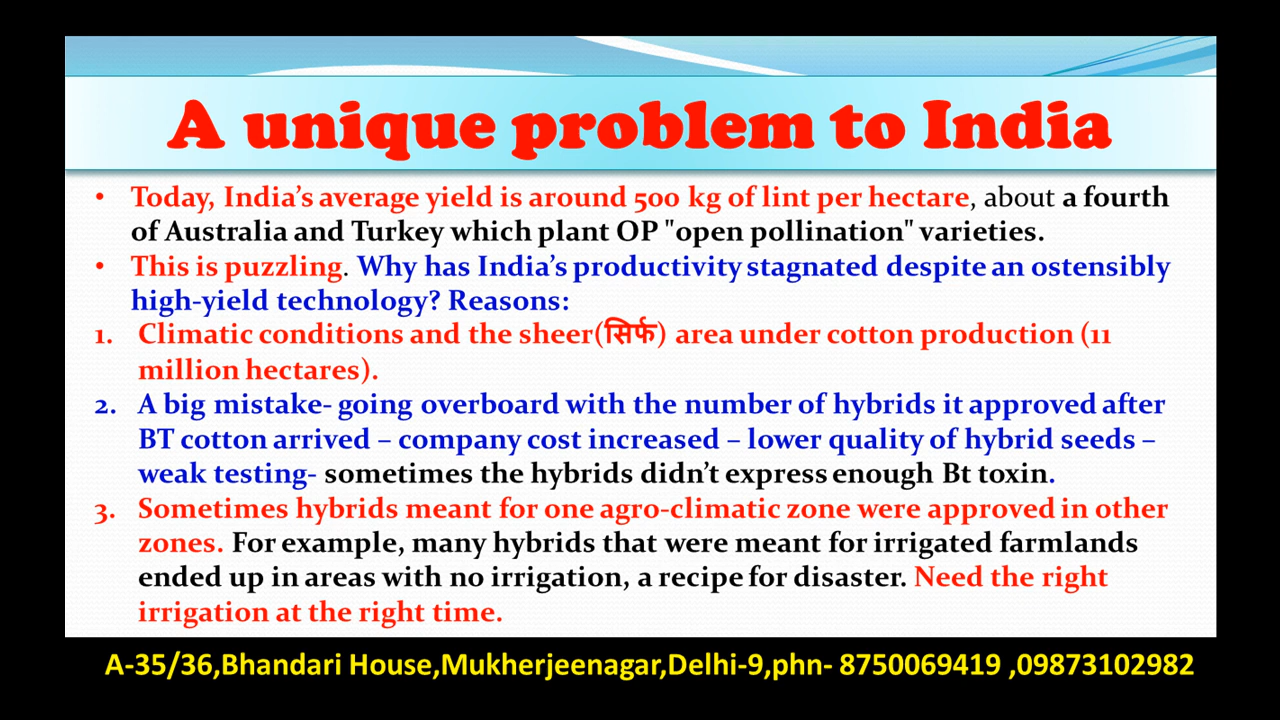 A unique problem to India
• Today, India's average yield is around 500 kg of lint per hectare, about a fourth
of Australia and Turkey which plant OP "open pollination" varieties.
• This is puzzling. Why has India's productivity stagnated despite an ostensibly
high-yield technology? Reasons:
1. Climatic conditions and the sheer(सिर्फ) area under cotton production (11
million hectares).
2. A big mistake- going overboard with the number of hybrids it approved after
BT cotton arrived – company cost increased – lower quality of hybrid seeds –
weak testing- sometimes the hybrids didn't express enough Bt toxin.
3. Sometimes hybrids meant for one agro-climatic zone were approved in other
zones. For example, many hybrids that were meant for irrigated farmlands
ended up in areas with no irrigation, a recipe for disaster. Need the right
irrigation at the right time.
A-35/36,Bhandari House,Mukherjeenagar,Delhi-9,phn- 8750069419 ,09873102982